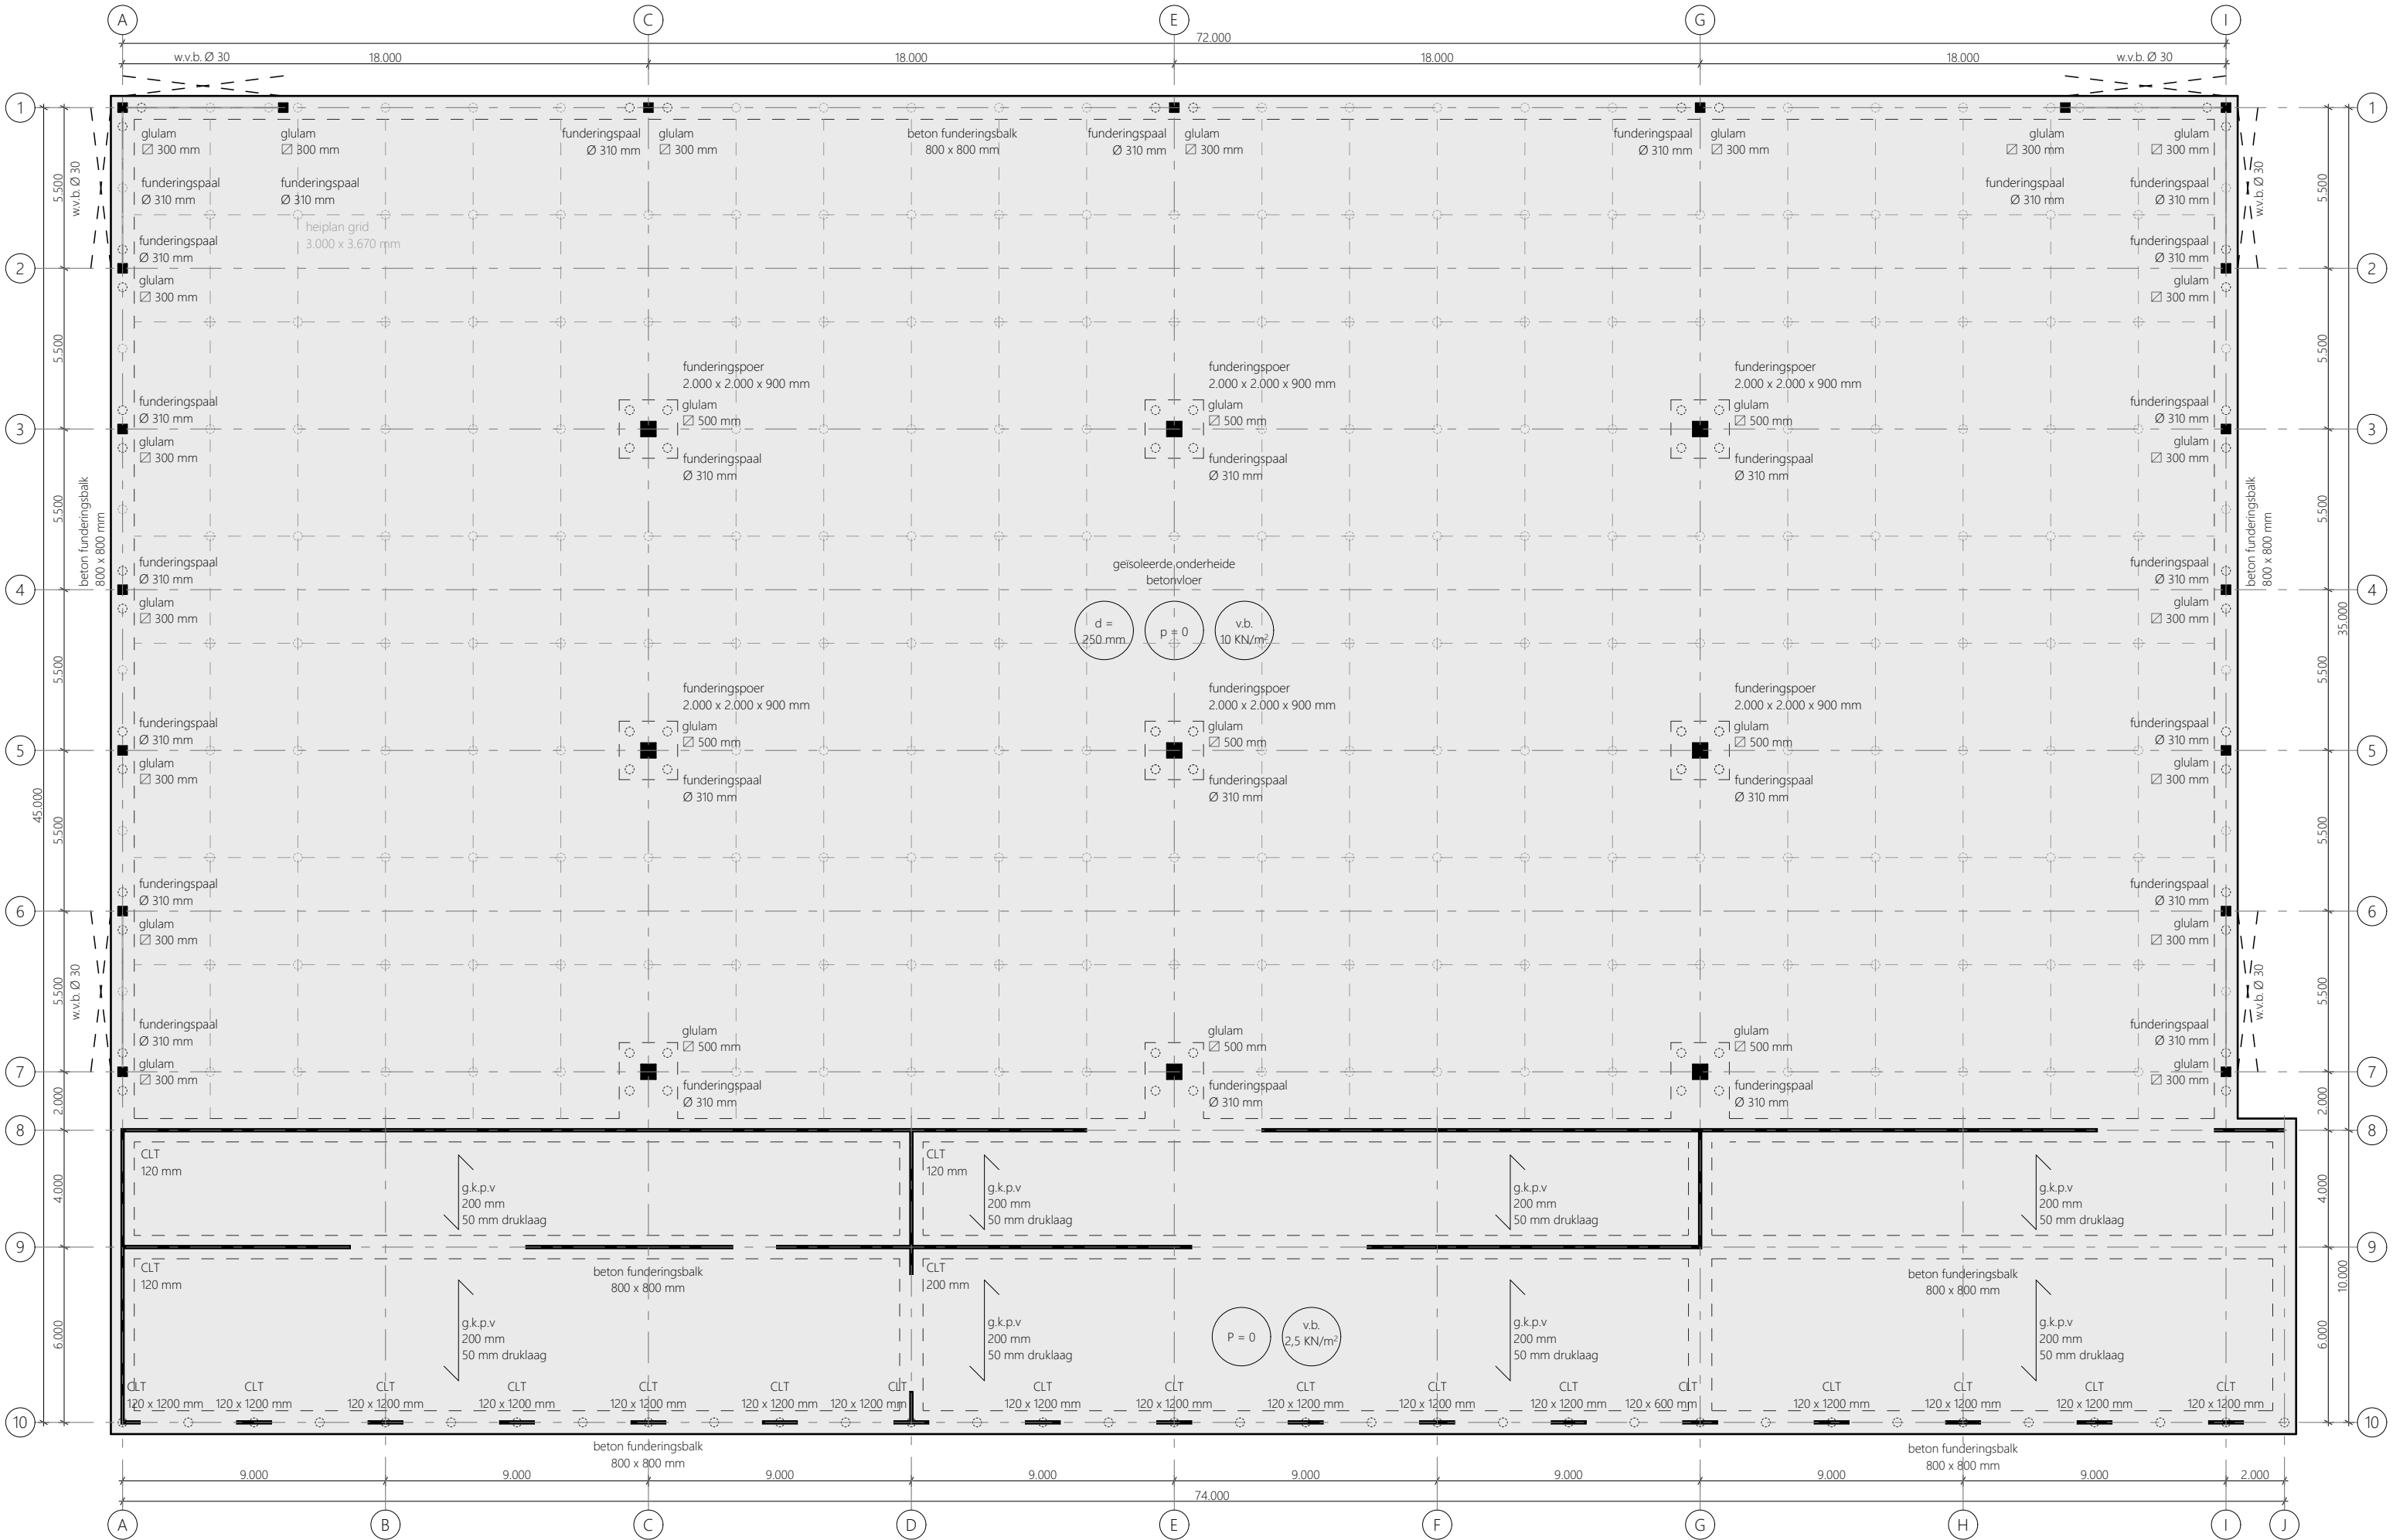 A C E G I
72.000
w.v.b. Ø 30 18.000 18.000 18.000 18.000 w.v.b. Ø 30
1 1
glulam glulam funderingspaal glulam beton funderingsbalk funderingspaal glulam funderingspaal glulam glulam glulam
300 mm 300 mm Ø 310 mm 300 mm 800 x 800 mm Ø 310 mm 300 mm Ø 310 mm 300 mm 300 mm 300 mm
5.500 w.v.b. Ø 30 w.v.b. Ø 30 5.500
funderingspaal funderingspaal funderingspaal funderingspaal
Ø 310 mm Ø 310 mm Ø 310 mm Ø 310 mm
heiplan grid
3.000 x 3.670 mm
funderingspaal funderingspaal
Ø 310 mm Ø 310 mm
2 2
glulam glulam
300 mm 300 mm
5.500 5.500
funderingspoer funderingspoer funderingspoer
2.000 x 2.000 x 900 mm 2.000 x 2.000 x 900 mm 2.000 x 2.000 x 900 mm
funderingspaal glulam glulam glulam funderingspaal
Ø 310 mm 500 mm 500 mm 500 mm Ø 310 mm
3 3
glulam glulam
300 mm 300 mm
funderingspaal funderingspaal funderingspaal
Ø 310 mm Ø 310 mm Ø 310 mm
5.500 5.500
beton funderingsbalk beton funderingsbalk
800 x 800 mm 800 x 800 mm
funderingspaal geïsoleerde onderheide funderingspaal
Ø 310 mm betonvloer Ø 310 mm
4 4
glulam glulam
300 mm 300 mm
35.000
d = p = 0 v.b.
250 mm 10 KN/m²
5.500 5.500
funderingspoer funderingspoer funderingspoer
2.000 x 2.000 x 900 mm 2.000 x 2.000 x 900 mm 2.000 x 2.000 x 900 mm
funderingspaal glulam glulam glulam funderingspaal
Ø 310 mm 500 mm 500 mm 500 mm Ø 310 mm
5 5
glulam glulam
300 mm 300 mm
funderingspaal funderingspaal funderingspaal
Ø 310 mm Ø 310 mm Ø 310 mm
45.000
5.500 5.500
funderingspaal funderingspaal
Ø 310 mm Ø 310 mm
6 6
glulam glulam
300 mm 300 mm
5.500 w.v.b. Ø 30 w.v.b. Ø 30 5.500
funderingspaal glulam glulam glulam funderingspaal
Ø 310 mm 500 mm 500 mm 500 mm Ø 310 mm
7 7
glulam glulam
300 mm 300 mm
funderingspaal funderingspaal funderingspaal
Ø 310 mm Ø 310 mm Ø 310 mm
2.000 2.000
8 8
CLT CLT
120 mm 120 mm
4.000 4.000
g.k.p.v g.k.p.v g.k.p.v g.k.p.v
200 mm 200 mm 200 mm 200 mm
50 mm druklaag 50 mm druklaag 50 mm druklaag 50 mm druklaag
9 9
CLT CLT
120 mm 200 mm
beton funderingsbalk beton funderingsbalk
800 x 800 mm 800 x 800 mm
10.000
6.000 6.000
g.k.p.v g.k.p.v g.k.p.v g.k.p.v
200 mm 200 mm 200 mm 200 mm
50 mm druklaag 50 mm druklaag 50 mm druklaag 50 mm druklaag
P = 0 v.b.
2,5 KN/m²
CLT CLT CLT CLT CLT CLT CLT CLT CLT CLT CLT CLT CLT CLT CLT CLT CLT
120 x 1200 mm 120 x 1200 mm 120 x 1200 mm 120 x 1200 mm 120 x 1200 mm 120 x 1200 mm 120 x 1200 mm 120 x 1200 mm 120 x 1200 mm 120 x 1200 mm 120 x 1200 mm 120 x 1200 mm 120 x 600 mm 120 x 1200 mm 120 x 1200 mm 120 x 1200 mm 120 x 1200 mm
10 10
beton funderingsbalk beton funderingsbalk
800 x 800 mm 800 x 800 mm
9.000 9.000 9.000 9.000 9.000 9.000 9.000 9.000 2.000
74.000
A B C D E F G H I J